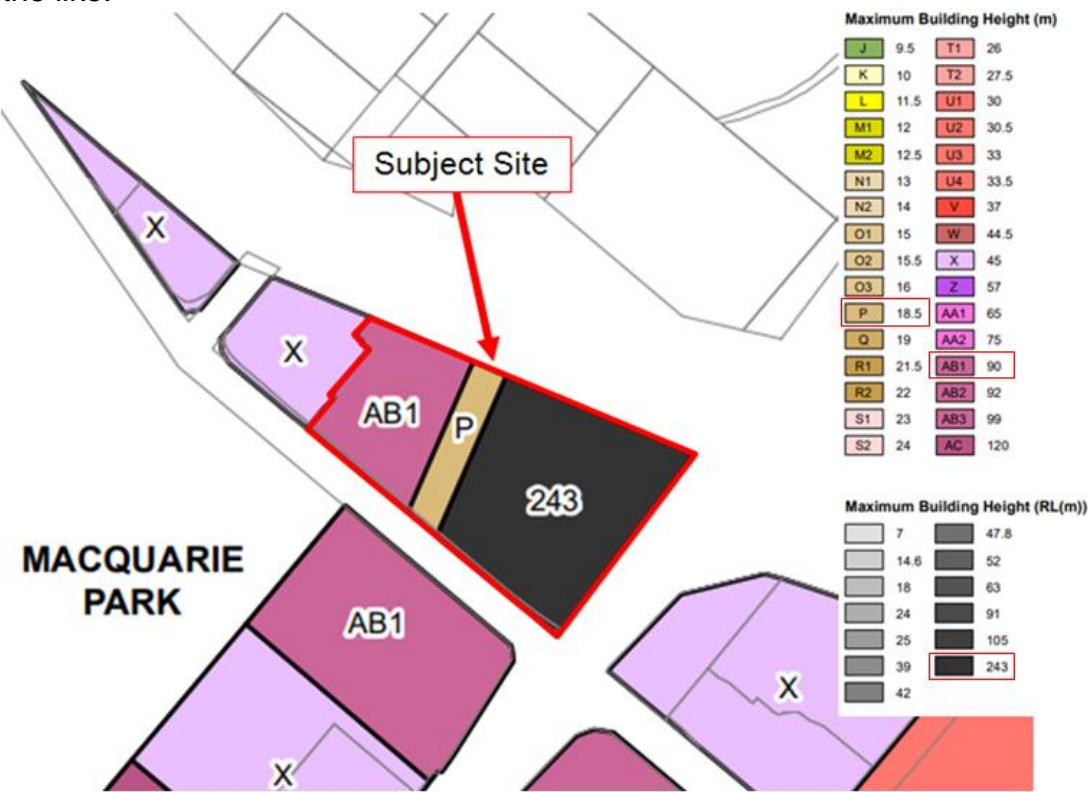 Subject Site
X
X
AB1
P
243
MACQUARIE
PARK
AB1
X
X
Maximum Building Height (m)
J 9.5 T1 26
K 10 T2 27.5
L 11.5 U1 30
M1 12 U2 30.5
M2 12.5 U3 33
N1 13 U4 33.5
N2 14 V 37
O1 15 W 44.5
O2 15.5 X 45
O3 16 Z 57
P 18.5 AA1 65
Q 19 AA2 75
R1 21.5 AB1 90
R2 22 AB2 92
S1 23 AB3 99
S2 24 AC 120
Maximum Building Height (RL(m))
7 47.8
14.6 52
18 63
24 91
25 105
39 243
42